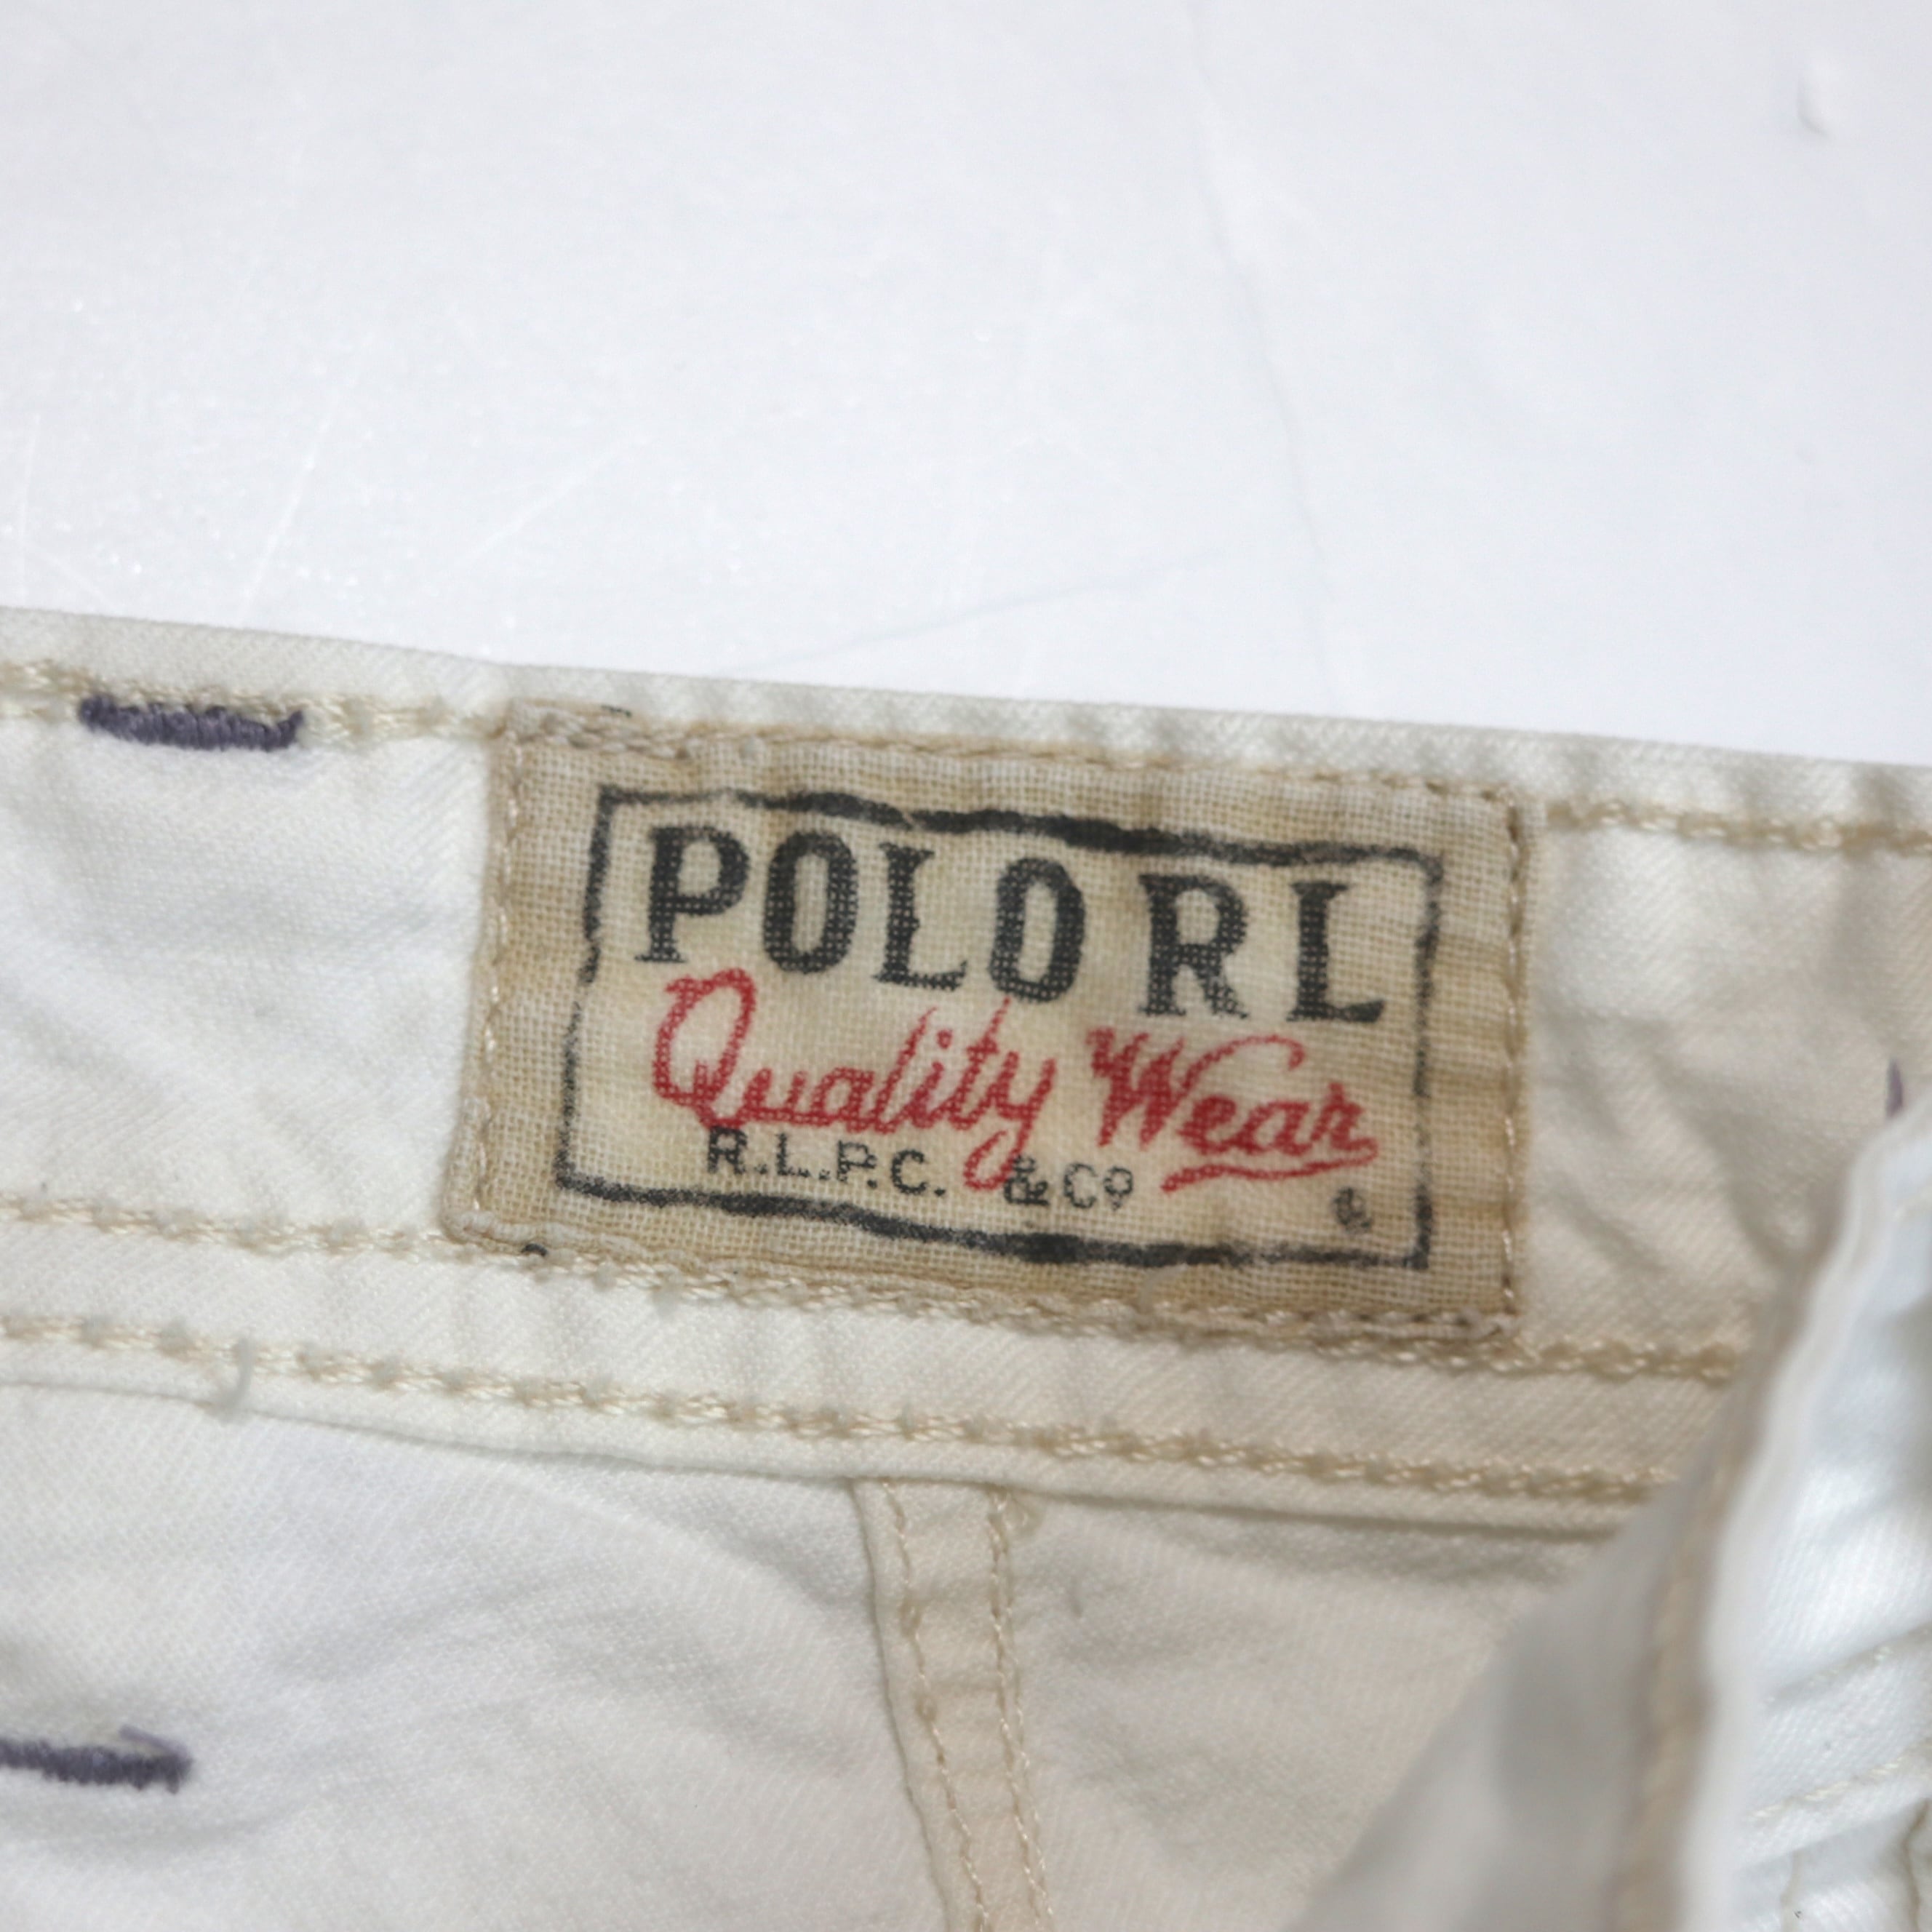 POLO RL
Quality Wear
R.L.P.C. & Co
®